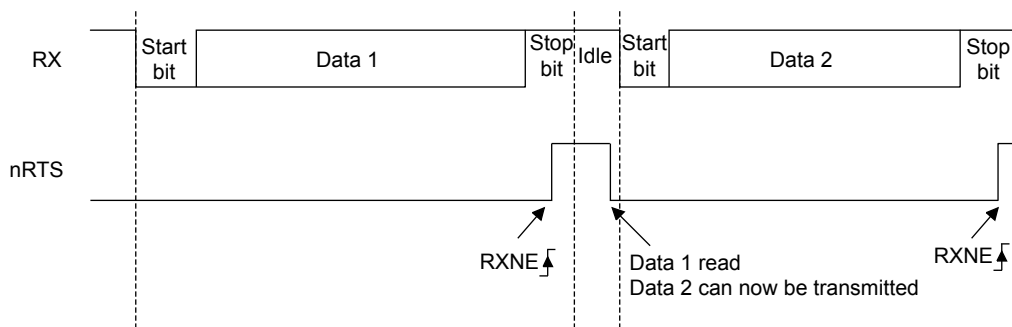 RX
Start
bit
Data 1
Stop
bit
Idle
Start
bit
Data 2
Stop
bit
nRTS
RXNE
Data 1 read
Data 2 can now be transmitted
RXNE